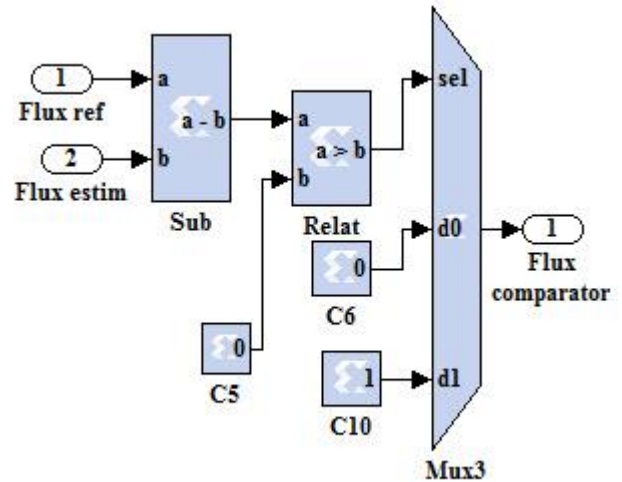 1
Flux ref
2
Flux estim
a
b
a - b
Sub
a
b
a > b
Relat
0
C5
0
C6
1
C10
sel
d0
d1
Mux3
1
Flux
comparator